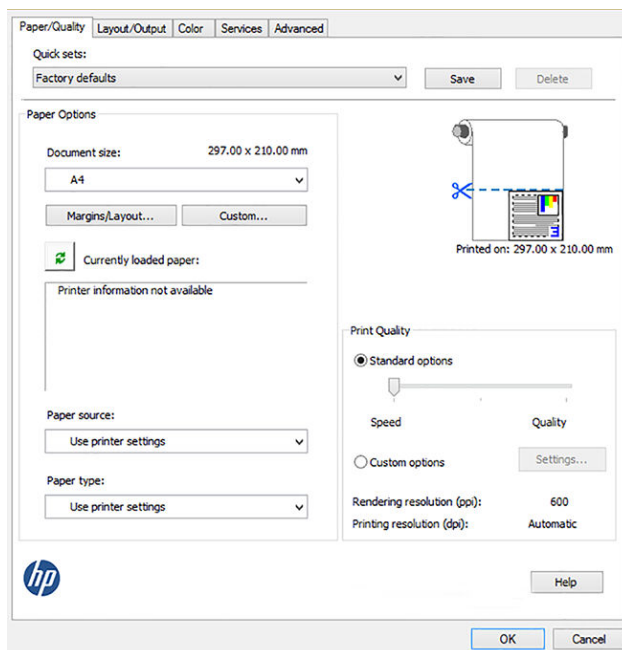 Paper/Quality Layout/Output Color Services Advanced
Quick sets:
Factory defaults Save Delete
Paper Options
Document size: 297.00 x 210.00 mm
A4
Margins/Layout... Custom...
Currently loaded paper:
Printer information not available
Paper source:
Use printer settings
Paper type:
Use printer settings
Printed on: 297.00 x 210.00 mm
Print Quality
Standard options
Speed Quality
Custom options Settings...
Rendering resolution (ppi): 600
Printing resolution (dpi): Automatic
hp
Help
OK Cancel